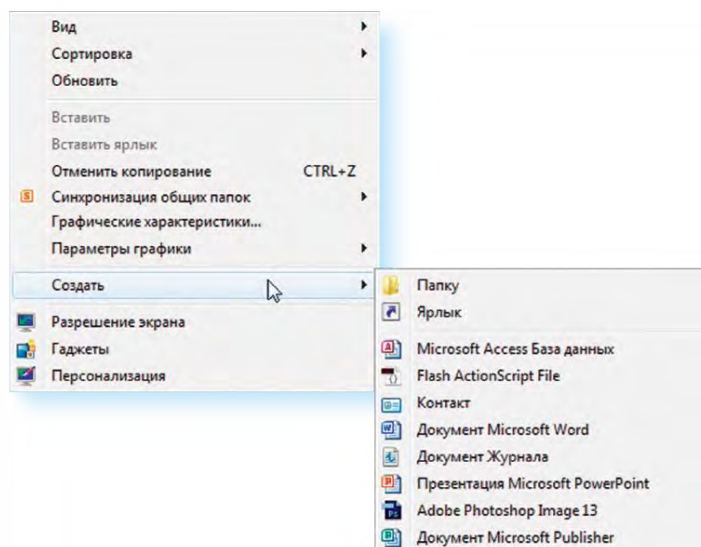 Вид
Сортировка
Обновить
Вставить
Вставить ярлык
Отменить копирование CTRL+Z
Синхронизация общих папок
Графические характеристики...
Параметры графики
Создать
Разрешение экрана
Гаджеты
Персонализация
Папку
Ярлык
Microsoft Access База данных
Flash ActionScript File
Контакт
Документ Microsoft Word
Документ Журнала
Презентация Microsoft PowerPoint
Adobe Photoshop Image 13
Документ Microsoft Publisher